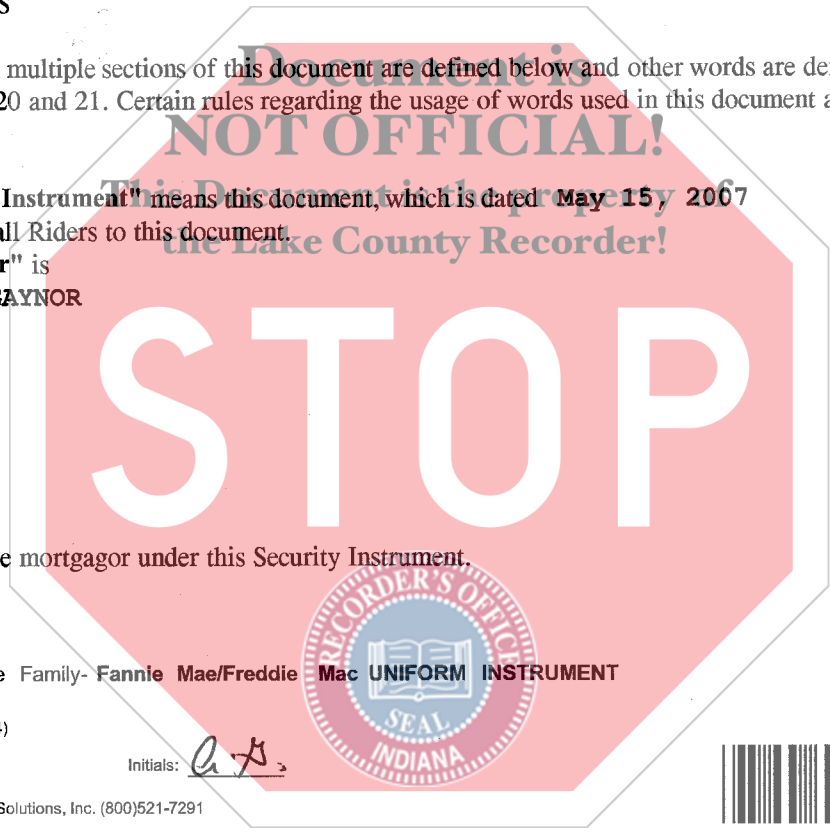 S
Document is
multiple sections of this document are defined below and other words are de
20 and 21. Certain rules regarding the usage of words used in this document a
NOT OFFICIAL!
This Document is the property of
Instrument" means this document, which is dated May 15, 2007
all Riders to this document.
the Lake County Recorder!
r" is
GAYNOR
STOP
e mortgagor under this Security Instrument.
RECORDER'S OFFICE
SEAL
INDIANA
e Family- Fannie Mae/Freddie Mac UNIFORM INSTRUMENT
)
Initials: A. G.
Solutions, Inc. (800)521-7291